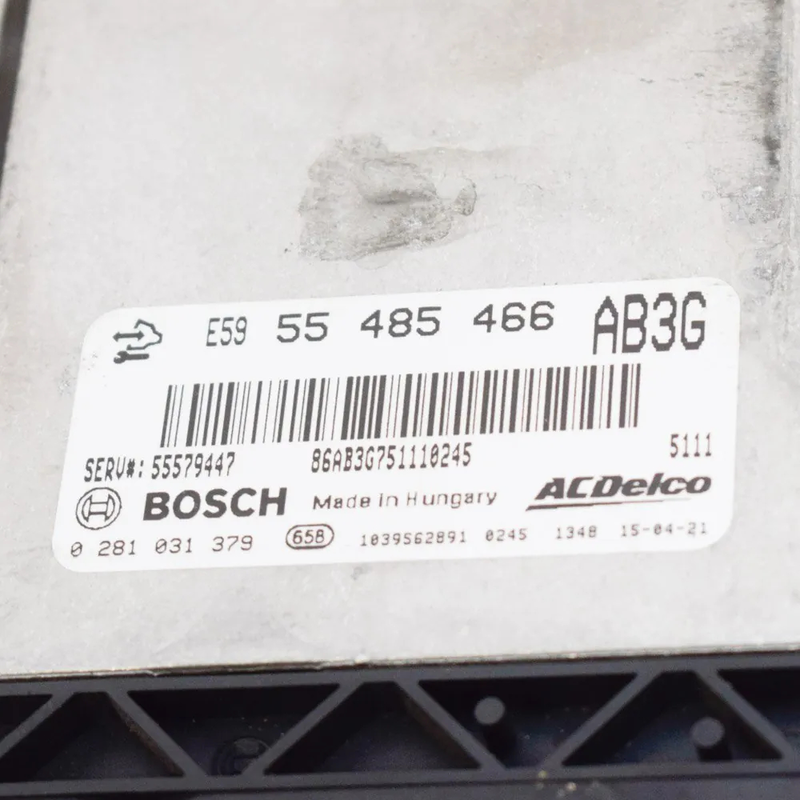 E59 55 485 466 AB3G
SERV#: 55579447 86AB3G751110245 5111
BOSCH Made in Hungary ACDelco
0 281 031 379 658 1039562891 0245 1348 15-04-21